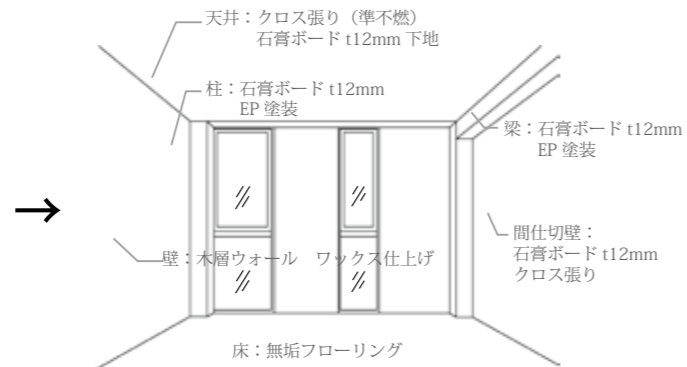 天井：クロス張り（準不燃）
石膏ボード t12mm 下地
柱：石膏ボード t12mm
EP 塗装
梁：石膏ボード t12mm
EP 塗装
間仕切壁：
石膏ボード t12mm
クロス張り
壁：木層ウォール　ワックス仕上げ
床：無垢フローリング